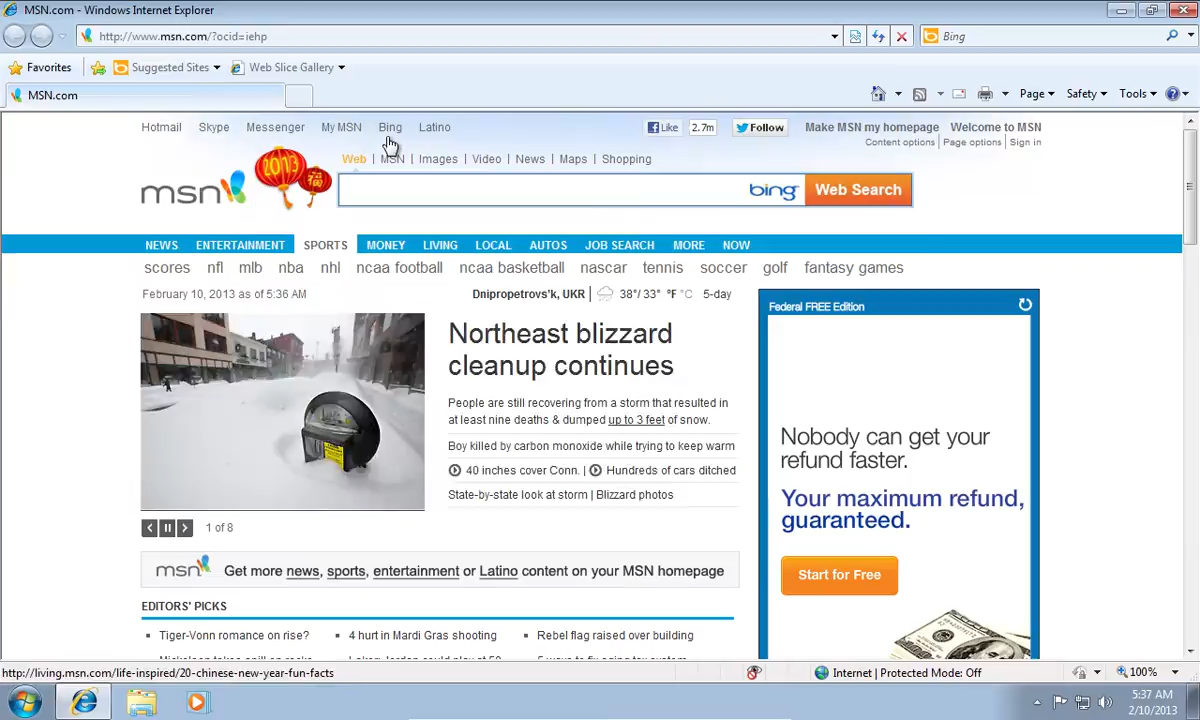 MSN.com - Windows Internet Explorer
http://www.msn.com/?ocid=iehp
Bing
Favorites
Suggested Sites
Web Slice Gallery
MSN.com
Page
Safety
Tools
Hotmail Skype Messenger My MSN Bing Latino
Like 2.7m Follow
Make MSN my homepage Welcome to MSN
Content options | Page options | Sign in
Web | MSN | Images | Video | News | Maps | Shopping
2013 福
msn
bing Web Search
NEWS ENTERTAINMENT SPORTS MONEY LIVING LOCAL AUTOS JOB SEARCH MORE NOW
scores nfl mlb nba nhl ncaa football ncaa basketball nascar tennis soccer golf fantasy games
February 10, 2013 as of 5:36 AM
Dnipropetrovs'k, UKR | 38°/ 33° °F °C 5-day
Northeast blizzard
cleanup continues
People are still recovering from a storm that resulted in
at least nine deaths & dumped up to 3 feet of snow.
Boy killed by carbon monoxide while trying to keep warm
40 inches cover Conn. | Hundreds of cars ditched
State-by-state look at storm | Blizzard photos
1 of 8
msn Get more news, sports, entertainment or Latino content on your MSN homepage
EDITORS' PICKS
Tiger-Vonn romance on rise?
4 hurt in Mardi Gras shooting
Rebel flag raised over building
Federal FREE Edition
Nobody can get your
refund faster.
Your maximum refund,
guaranteed.
Start for Free
http://living.msn.com/life-inspired/20-chinese-new-year-fun-facts
Internet | Protected Mode: Off
100%
5:37 AM
2/10/2013